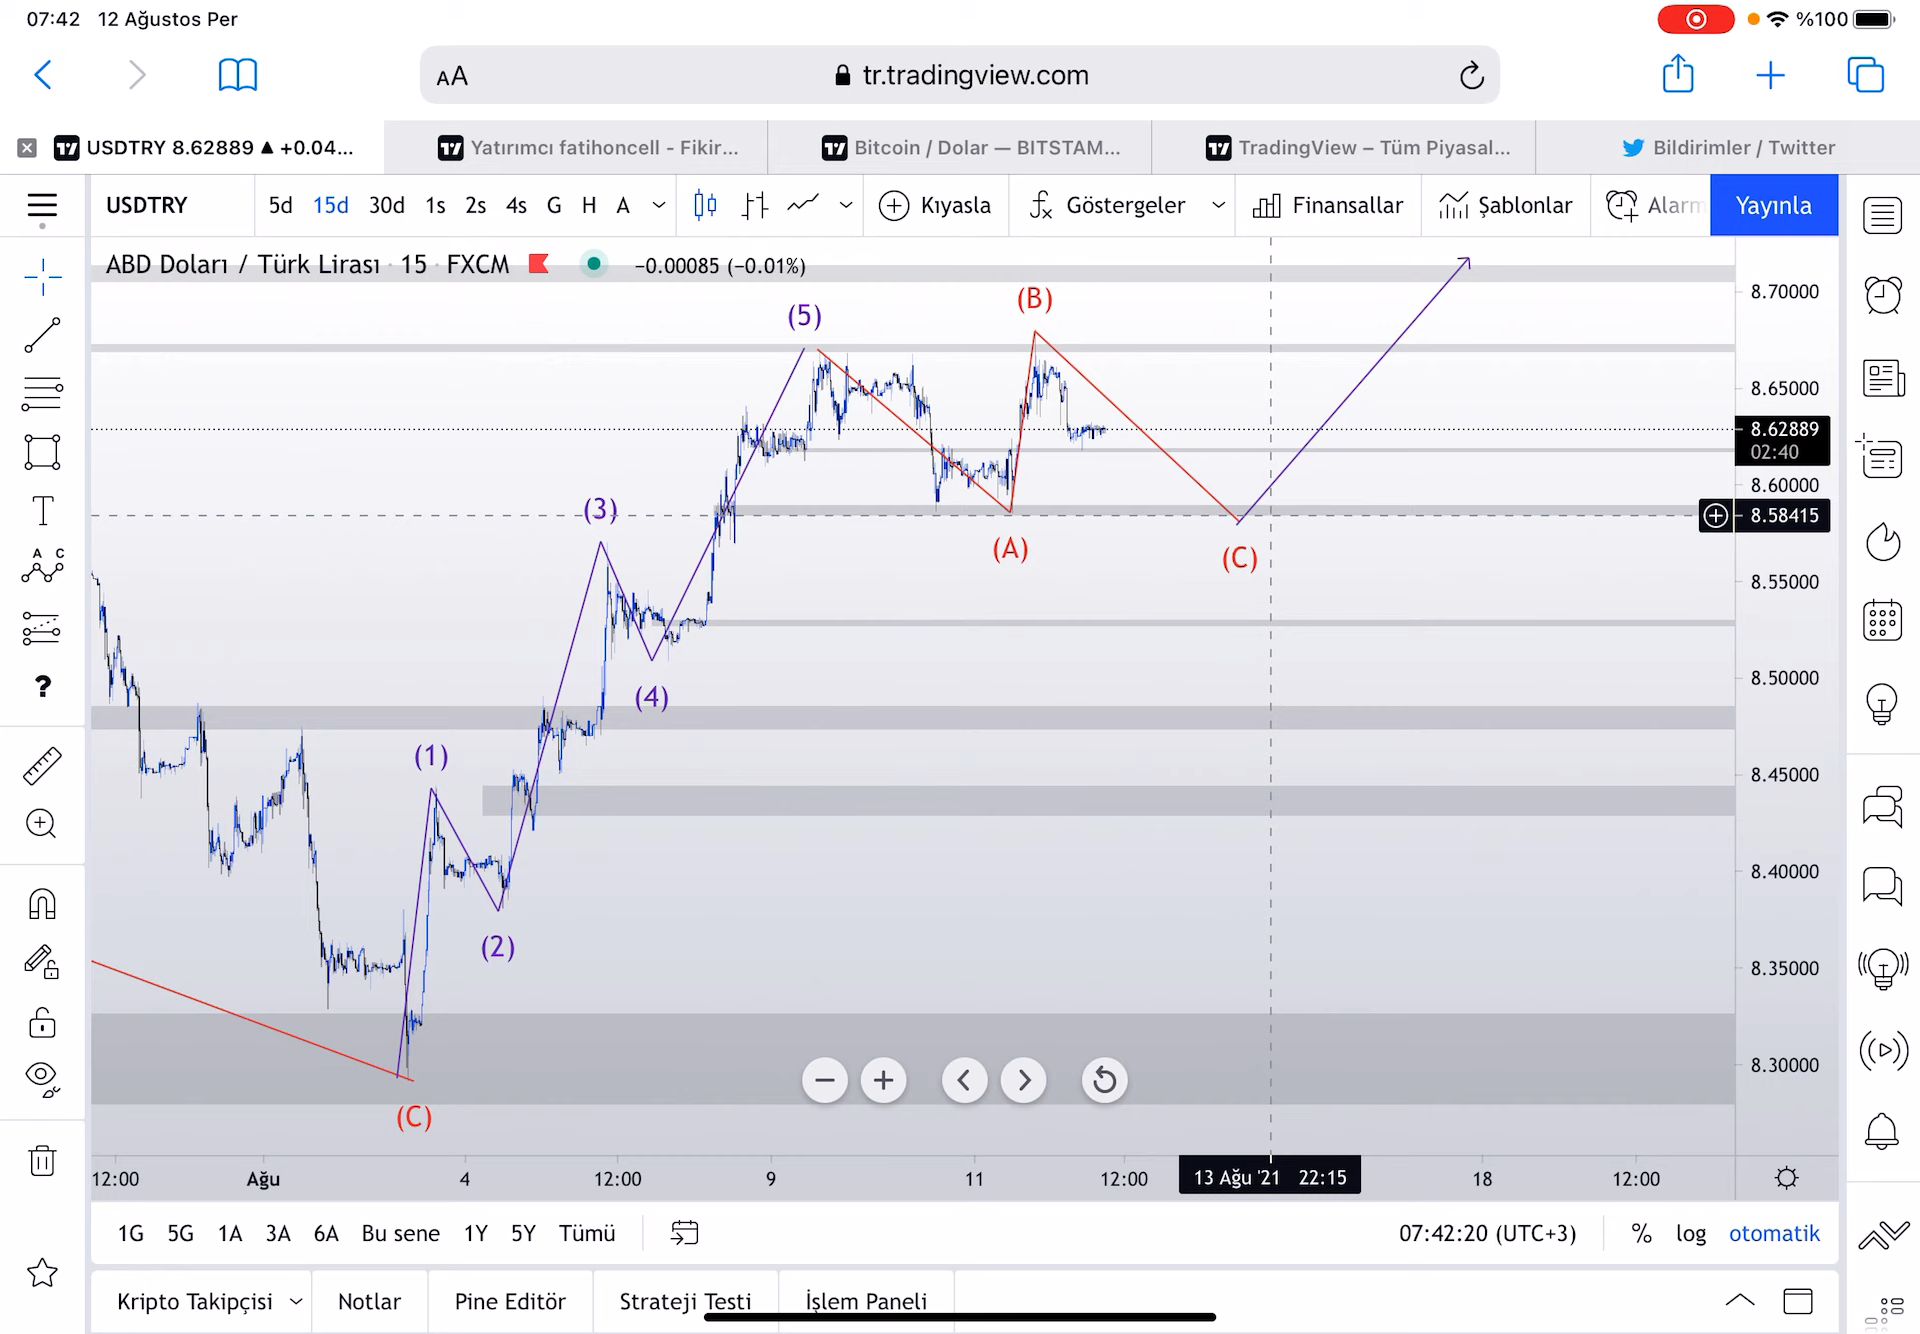 07:42 12 Ağustos Per
%100
AA tr.tradingview.com
USDTRY 8.62889 ▲ +0.04...
Yatırımcı fatihoncell - Fikir...
Bitcoin / Dolar — BITSTAM...
TradingView – Tüm Piyasal...
Bildirimler / Twitter
USDTRY 5d 15d 30d 1s 2s 4s G H A Kıyasla Göstergeler Finansallar Şablonlar Alarm Yayınla
ABD Doları / Türk Lirası · 15 · FXCM −0.00085 (−0.01%)
8.70000
(B)
(5)
8.65000
8.62889
02:40
8.60000
(3)
8.58415
(A)
(C)
8.55000
8.50000
(4)
(1)
8.45000
8.40000
(2)
8.35000
8.30000
(C)
12:00 Ağu 4 12:00 9 11 12:00 13 Ağu '21 22:15 18 12:00
1G 5G 1A 3A 6A Bu sene 1Y 5Y Tümü 07:42:20 (UTC+3) % log otomatik
Kripto Takipçisi Notlar Pine Editör Strateji Testi İşlem Paneli